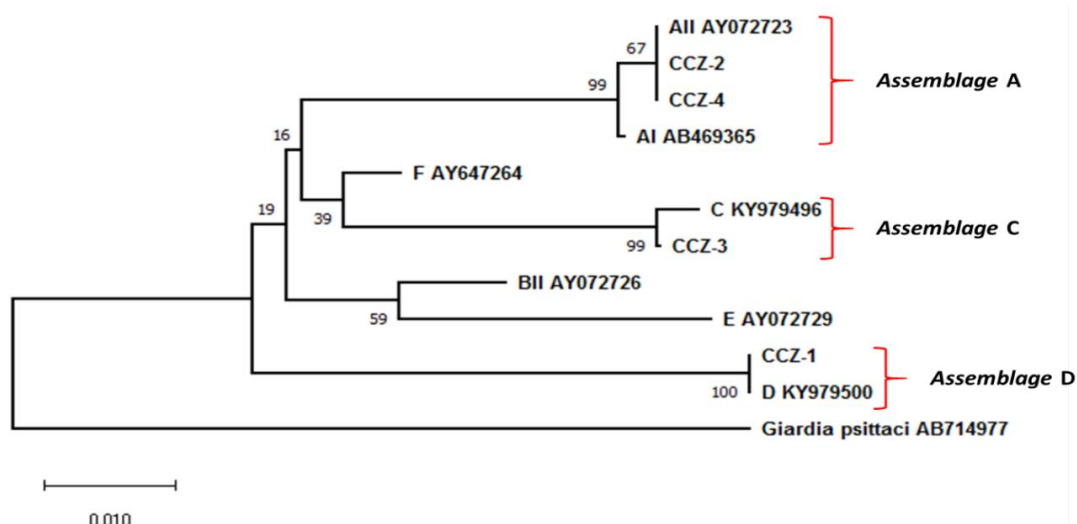 AII AY072723
67
CCZ-2
Assemblage A
99
CCZ-4
16
AI AB469365
F AY647264
19
C KY979496
39
Assemblage C
99
CCZ-3
BII AY072726
59
E AY072729
CCZ-1
Assemblage D
100
D KY979500
Giardia psittaci AB714977
0.010